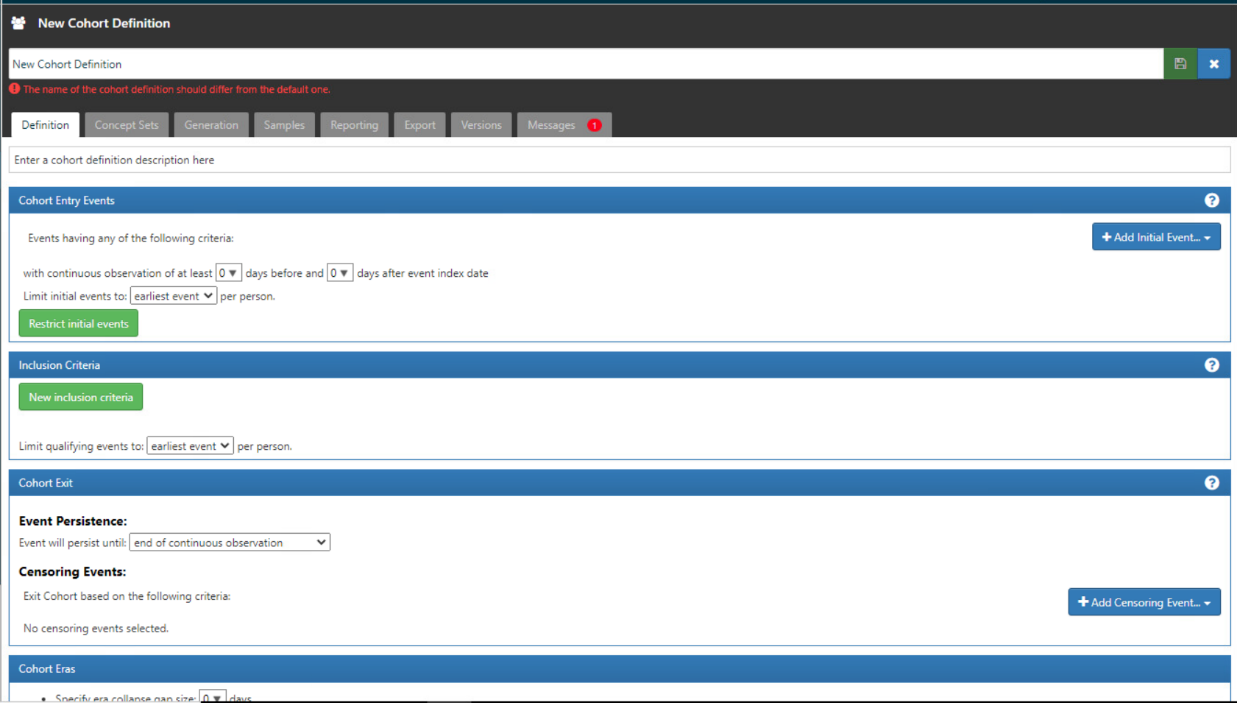 New Cohort Definition
New Cohort Definition
The name of the cohort definition should differ from the default one.
Definition Concept Sets Generation Samples Reporting Export Versions Messages 1
Enter a cohort definition description here
Cohort Entry Events
Events having any of the following criteria:
Add Initial Event...
with continuous observation of at least 0 days before and 0 days after event index date
Limit initial events to: earliest event per person.
Restrict initial events
Inclusion Criteria
New inclusion criteria
Limit qualifying events to: earliest event per person.
Cohort Exit
Event Persistence:
Event will persist until: end of continuous observation
Censoring Events:
Exit Cohort based on the following criteria:
Add Censoring Event...
No censoring events selected.
Cohort Eras
Specify era collapse gap size: 0 days